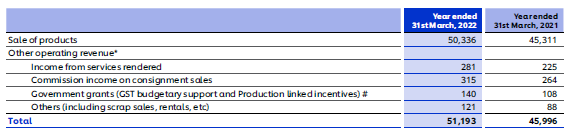 Year ended Year ended
31st March, 2022 31st March, 2021
Sale of products 50,336 45,311
Other operating revenue*
Income from services rendered 281 225
Commission income on consignment sales 315 264
Government grants (GST budgetary support and Production linked incentives) # 140 108
Others (including scrap sales, rentals, etc) 121 88
Total 51,193 45,996